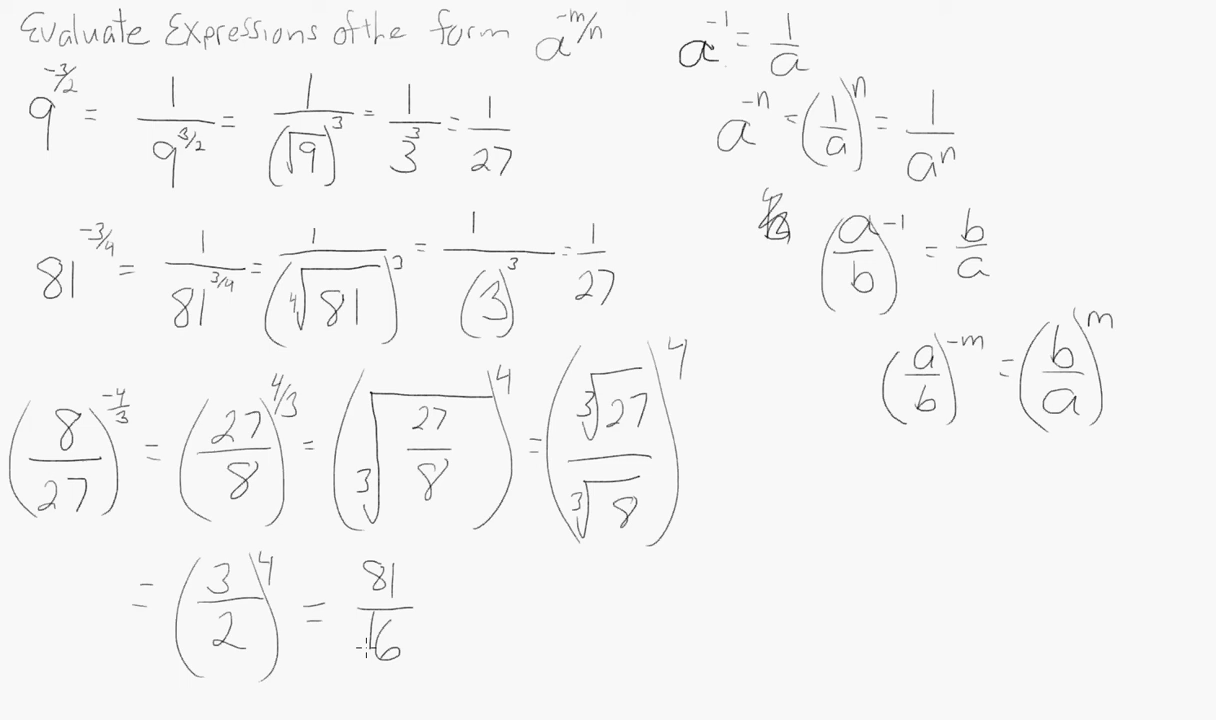 Evaluate Expressions of the form a^(-m/n)
9^(-3/2) = 1/9^(3/2) = 1/(√9)^3 = 1/3^3 = 1/27
81^(-3/4) = 1/81^(3/4) = 1/(⁴√81)^3 = 1/(3)^3 = 1/27
(8/27)^(-4/3) = (27/8)^(4/3) = (³√(27/8))^4 = (³√27/³√8)^4
= (3/2)^4 = 81/16
a^(-1) = 1/a
a^(-n) = (1/a)^n = 1/a^n
(a/b)^(-1) = b/a
(a/b)^(-m) = (b/a)^m